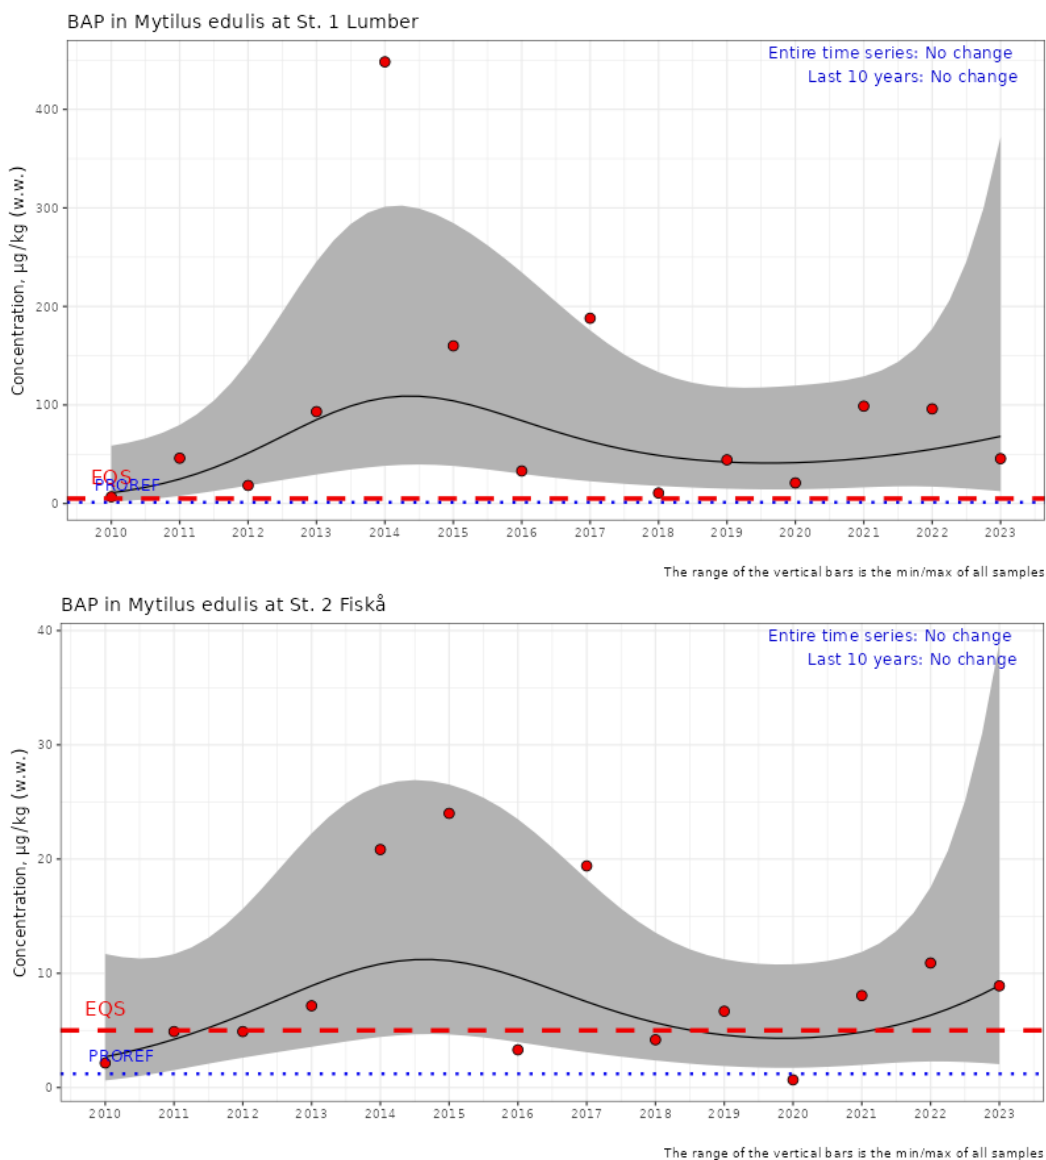 BAP in Mytilus edulis at St. 1 Lumber
Entire time series: No change
Last 10 years: No change
Concentration, µg/kg (w.w.)
400
300
200
100
0
EQS
PROREF
2010 2011 2012 2013 2014 2015 2016 2017 2018 2019 2020 2021 2022 2023
The range of the vertical bars is the min/max of all samples
BAP in Mytilus edulis at St. 2 Fiskå
Entire time series: No change
Last 10 years: No change
Concentration, µg/kg (w.w.)
40
30
20
10
0
EQS
PROREF
2010 2011 2012 2013 2014 2015 2016 2017 2018 2019 2020 2021 2022 2023
The range of the vertical bars is the min/max of all samples